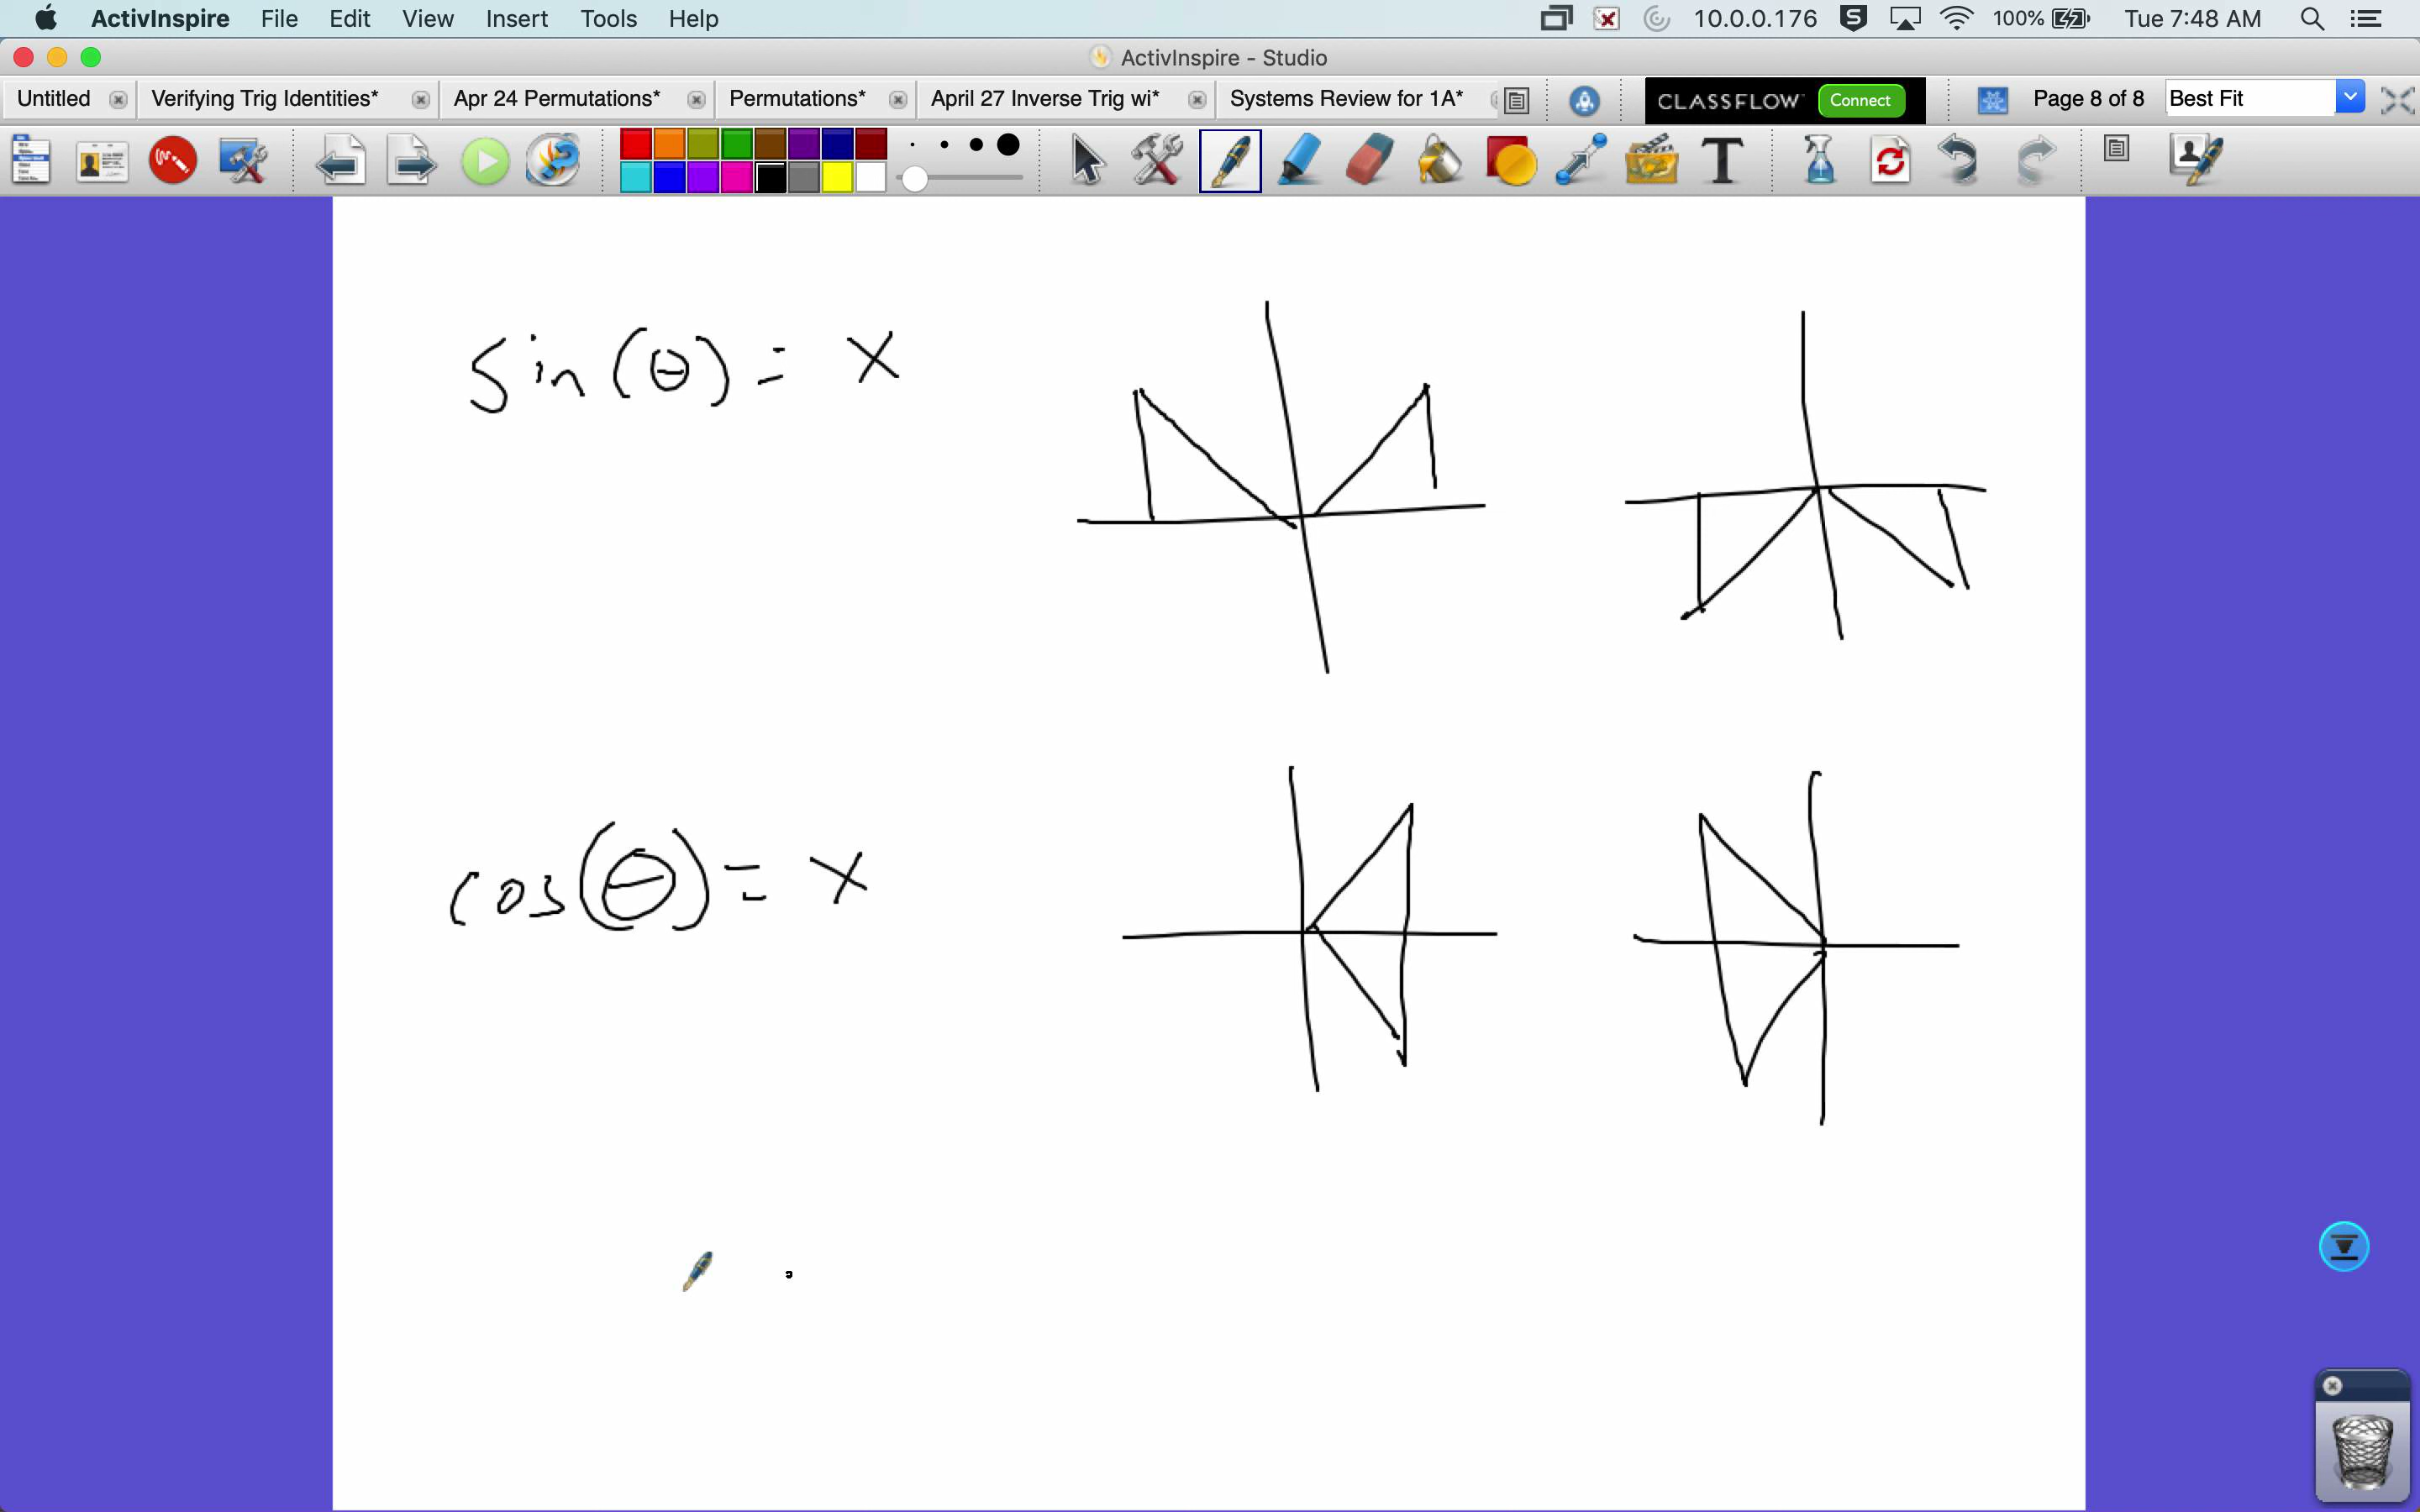 ActivInspire File Edit View Insert Tools Help 10.0.0.176 S 100% Tue 7:48 AM
ActivInspire - Studio
Untitled Verifying Trig Identities* Apr 24 Permutations* Permutations* April 27 Inverse Trig wi* Systems Review for 1A* CLASSFLOW Connect Page 8 of 8 Best Fit
T
Sin(θ) = x
cos(θ) = x